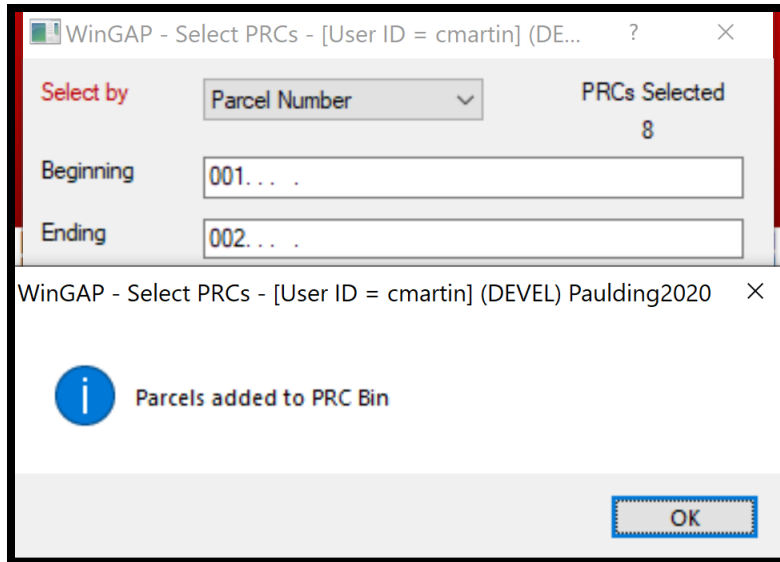 WinGAP - Select PRCs - [User ID = cmartin] (DE... ?
Select by Parcel Number PRCs Selected
8
Beginning 001. . .   .
Ending 002. . .   .
WinGAP - Select PRCs - [User ID = cmartin] (DEVEL) Paulding2020
i Parcels added to PRC Bin
OK